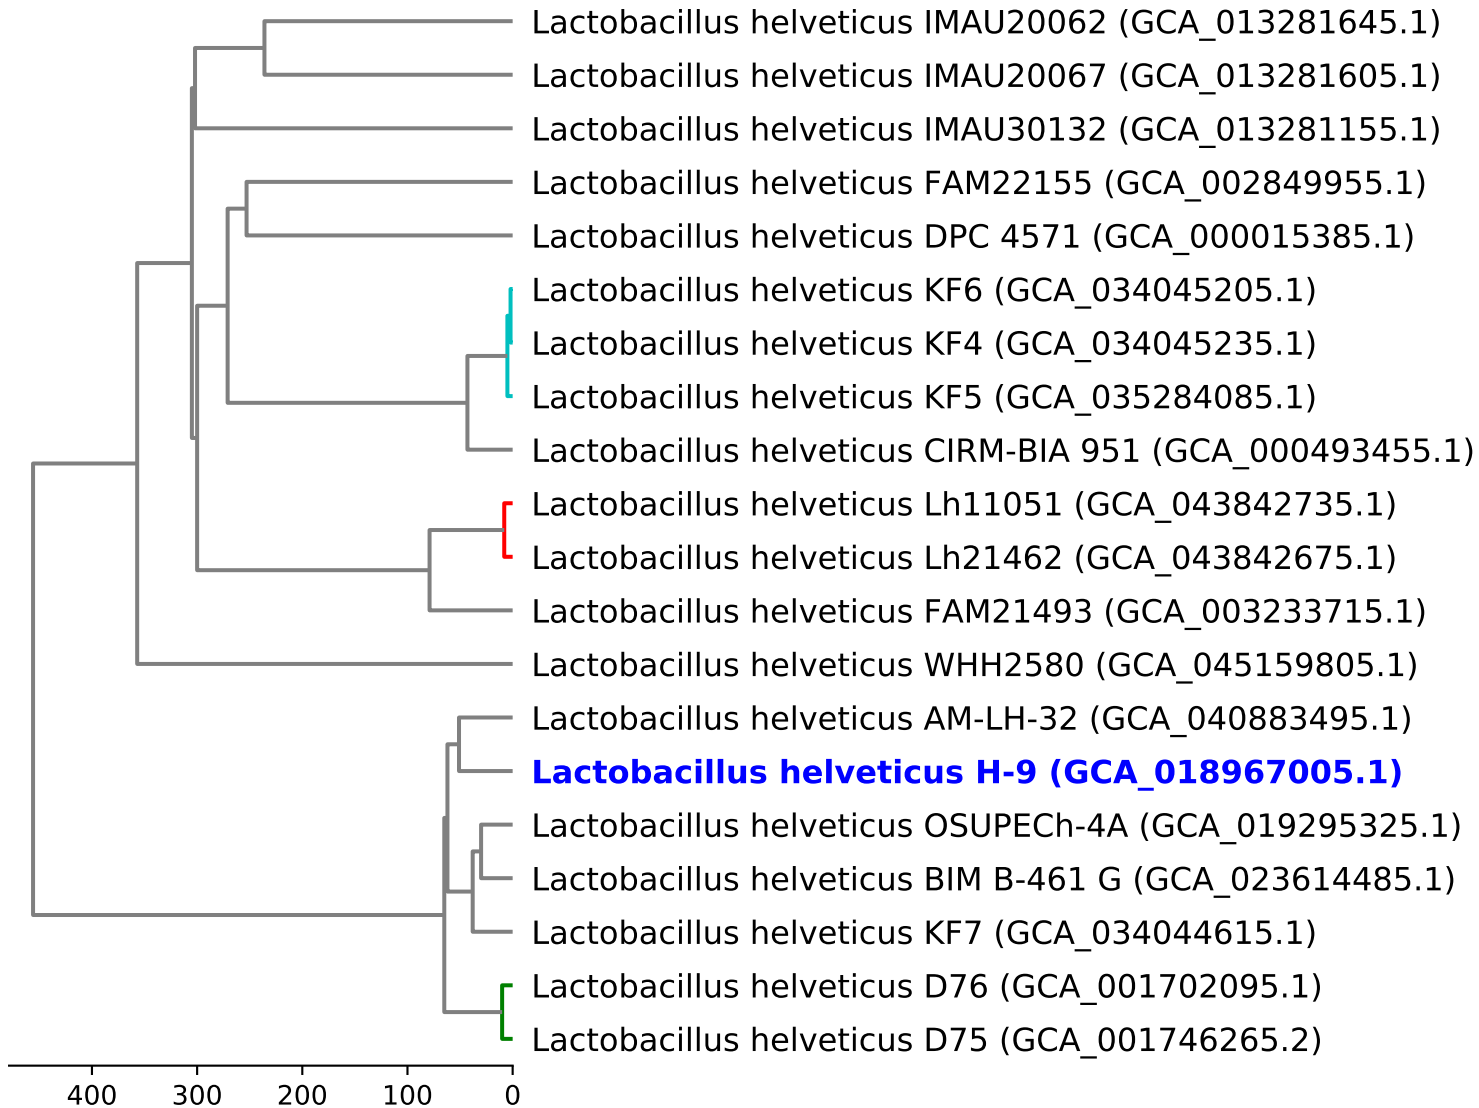 Lactobacillus helveticus IMAU20062 (GCA_013281645.1)
Lactobacillus helveticus IMAU20067 (GCA_013281605.1)
Lactobacillus helveticus IMAU30132 (GCA_013281155.1)
Lactobacillus helveticus FAM22155 (GCA_002849955.1)
Lactobacillus helveticus DPC 4571 (GCA_000015385.1)
Lactobacillus helveticus KF6 (GCA_034045205.1)
Lactobacillus helveticus KF4 (GCA_034045235.1)
Lactobacillus helveticus KF5 (GCA_035284085.1)
Lactobacillus helveticus CIRM-BIA 951 (GCA_000493455.1)
Lactobacillus helveticus Lh11051 (GCA_043842735.1)
Lactobacillus helveticus Lh21462 (GCA_043842675.1)
Lactobacillus helveticus FAM21493 (GCA_003233715.1)
Lactobacillus helveticus WHH2580 (GCA_045159805.1)
Lactobacillus helveticus AM-LH-32 (GCA_040883495.1)
Lactobacillus helveticus H-9 (GCA_018967005.1)
Lactobacillus helveticus OSUPECh-4A (GCA_019295325.1)
Lactobacillus helveticus BIM B-461 G (GCA_023614485.1)
Lactobacillus helveticus KF7 (GCA_034044615.1)
Lactobacillus helveticus D76 (GCA_001702095.1)
Lactobacillus helveticus D75 (GCA_001746265.2)
400 300 200 100 0